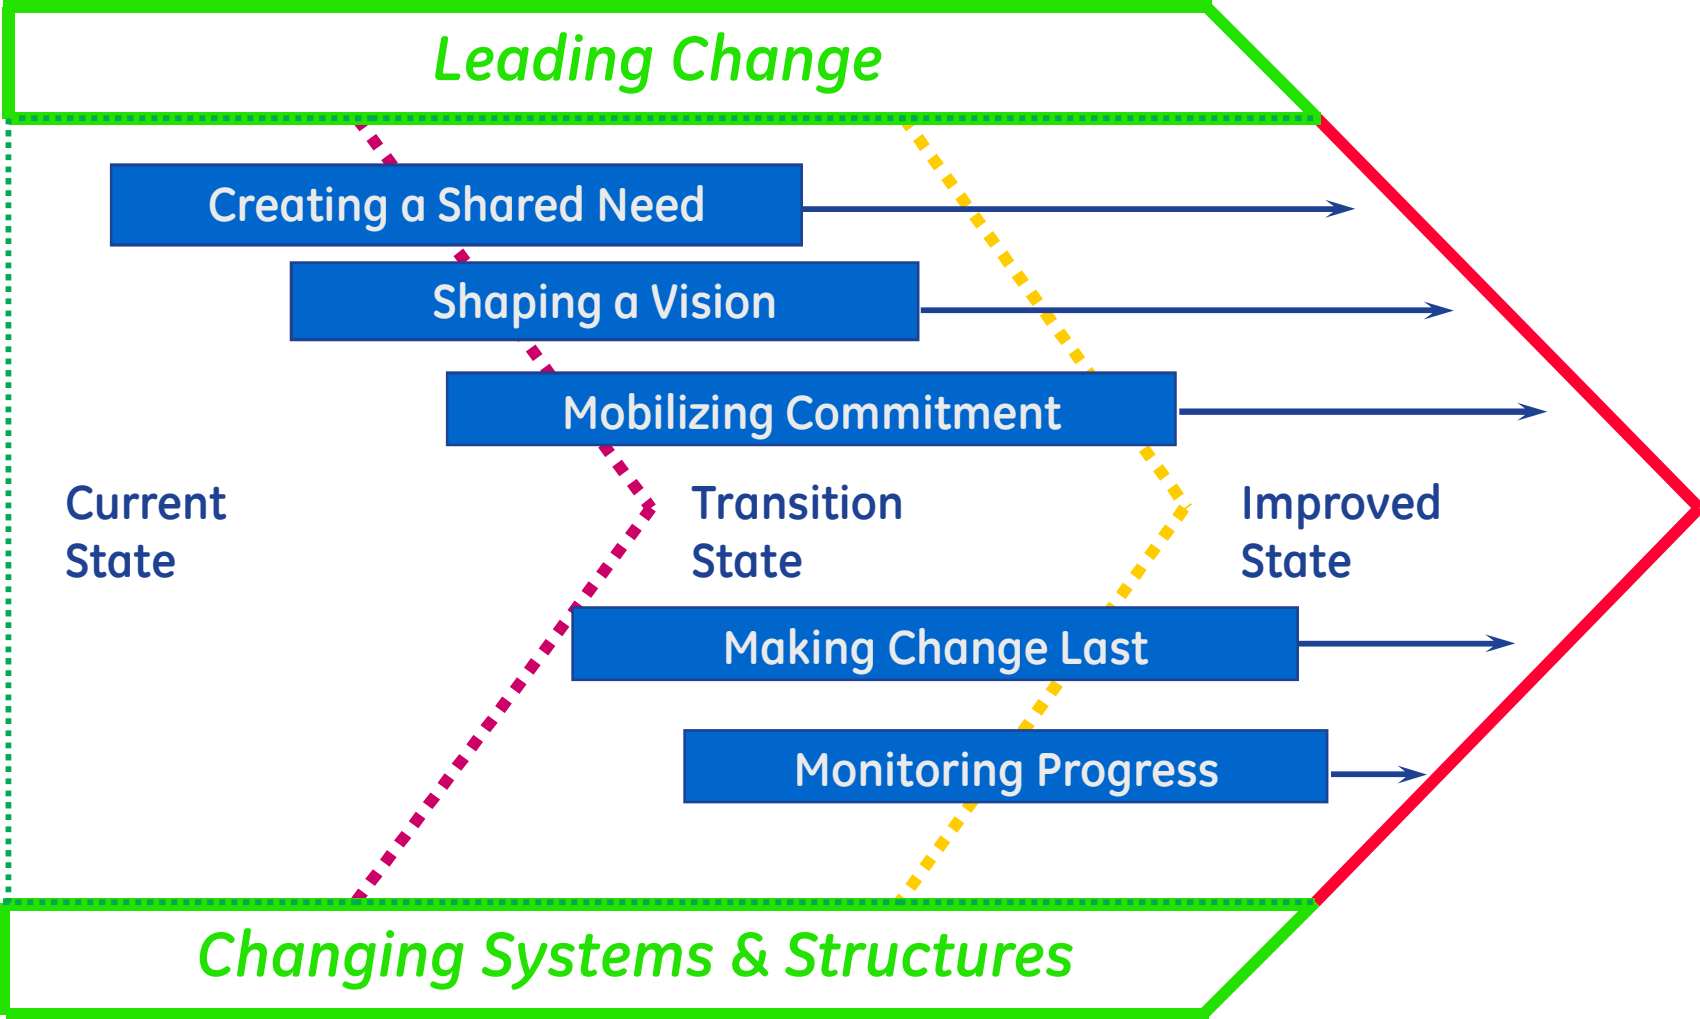 Leading Change
Creating a Shared Need
Shaping a Vision
Mobilizing Commitment
Current
State
Transition
State
Improved
State
Making Change Last
Monitoring Progress
Changing Systems & Structures